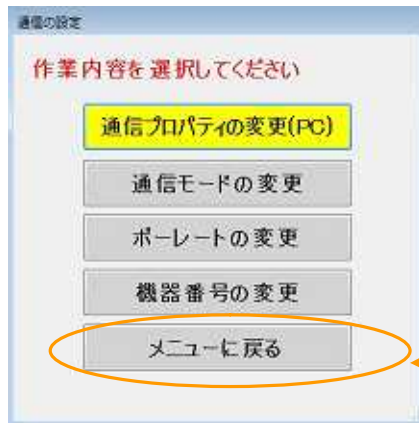 通信の設定
作業内容を選択してください
通信プロパティの変更(PC)
通信モードの変更
ボーレートの変更
機器番号の変更
メニューに戻る